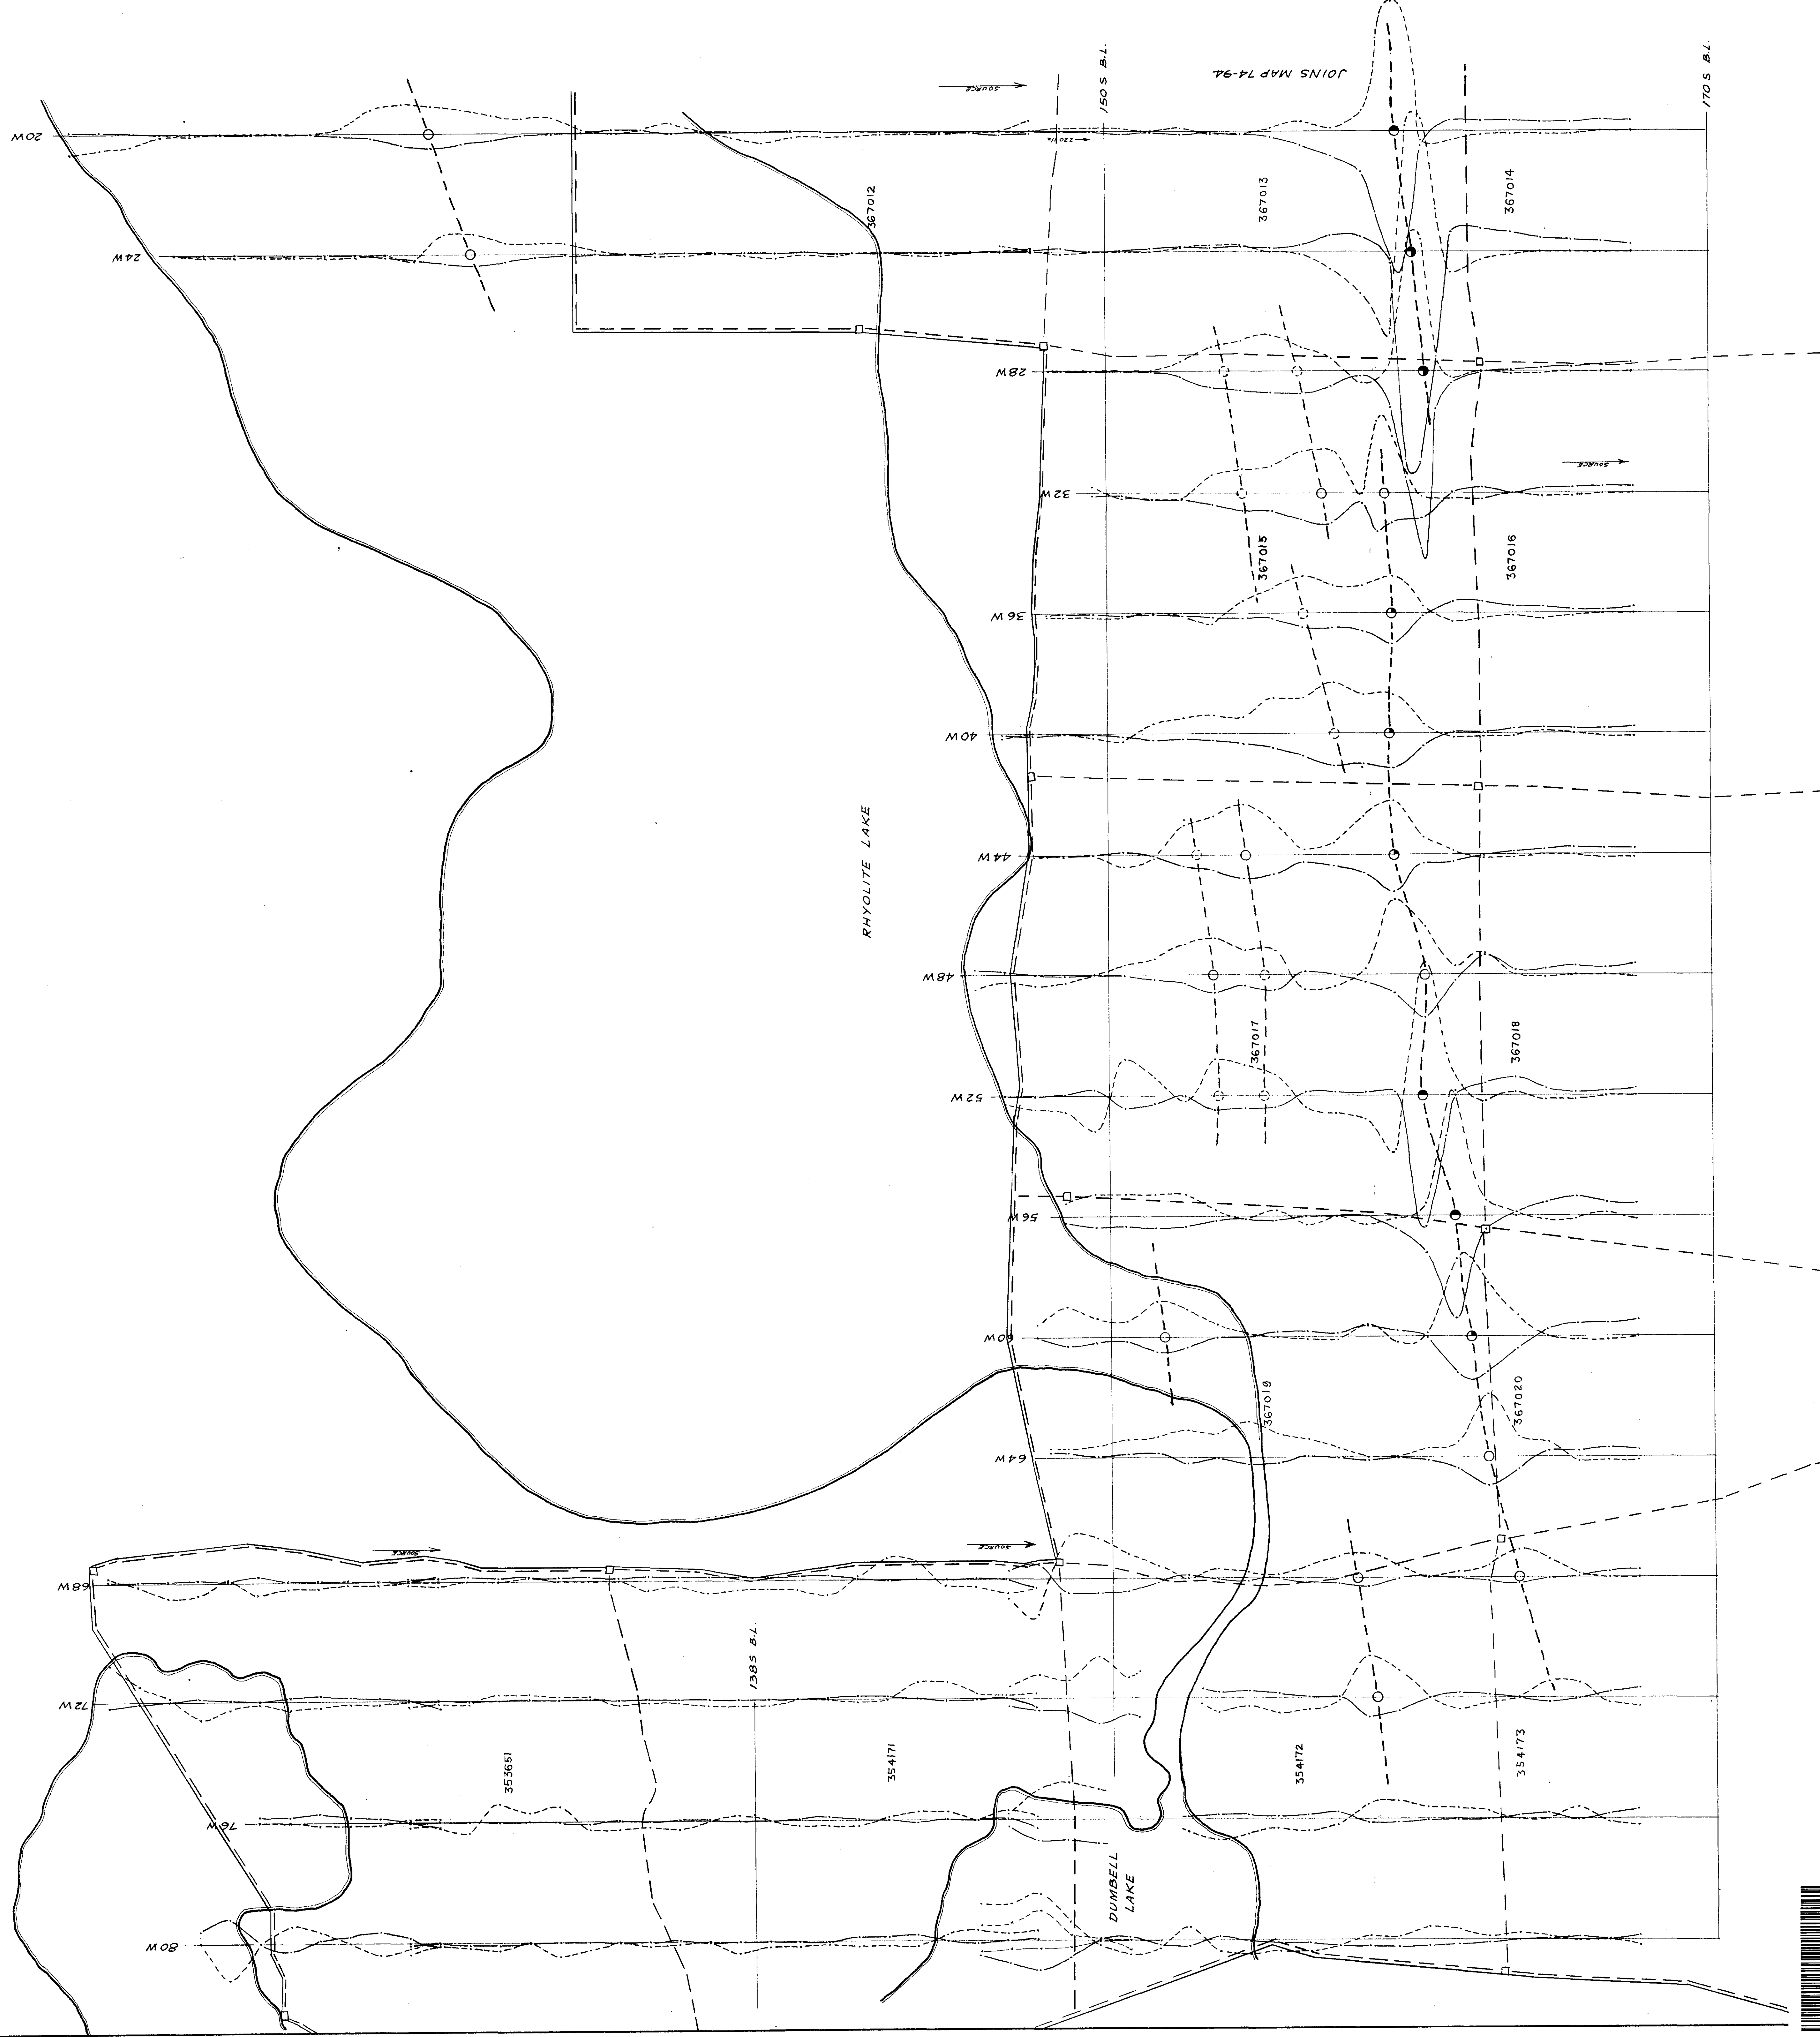 JOINS MAP 74-94
150 S B.L.
170 S B.L.
SOURCE
20W
220 Hz
367012
367013
367014
24W
28W
32W
SOURCE
367015
367016
36W
40W
RHYOLITE LAKE
44W
48W
367017
367018
52W
56W
60W
367019
367020
64W
SOURCE
SOURCE
68W
138S B.L.
72W
353651
354171
354172
354173
76W
DUMBELL
LAKE
80W